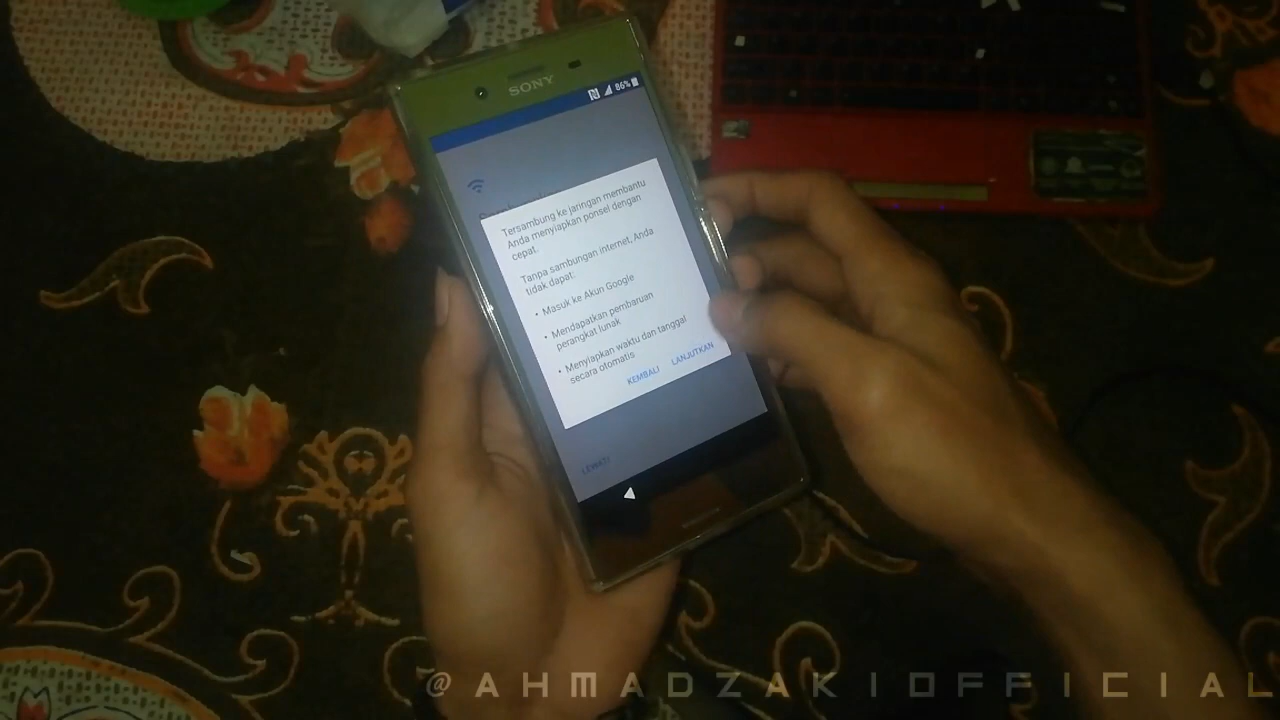 SONY
86%
Tersambung ke jaringan membantu
Anda menyiapkan ponsel dengan
cepat.
Tanpa sambungan internet, Anda
tidak dapat:
• Masuk ke Akun Google
• Mendapatkan pembaruan
perangkat lunak
• Menyiapkan waktu dan tanggal
secara otomatis
KEMBALI LANJUTKAN
@AHMADZAKIOFFICIAL